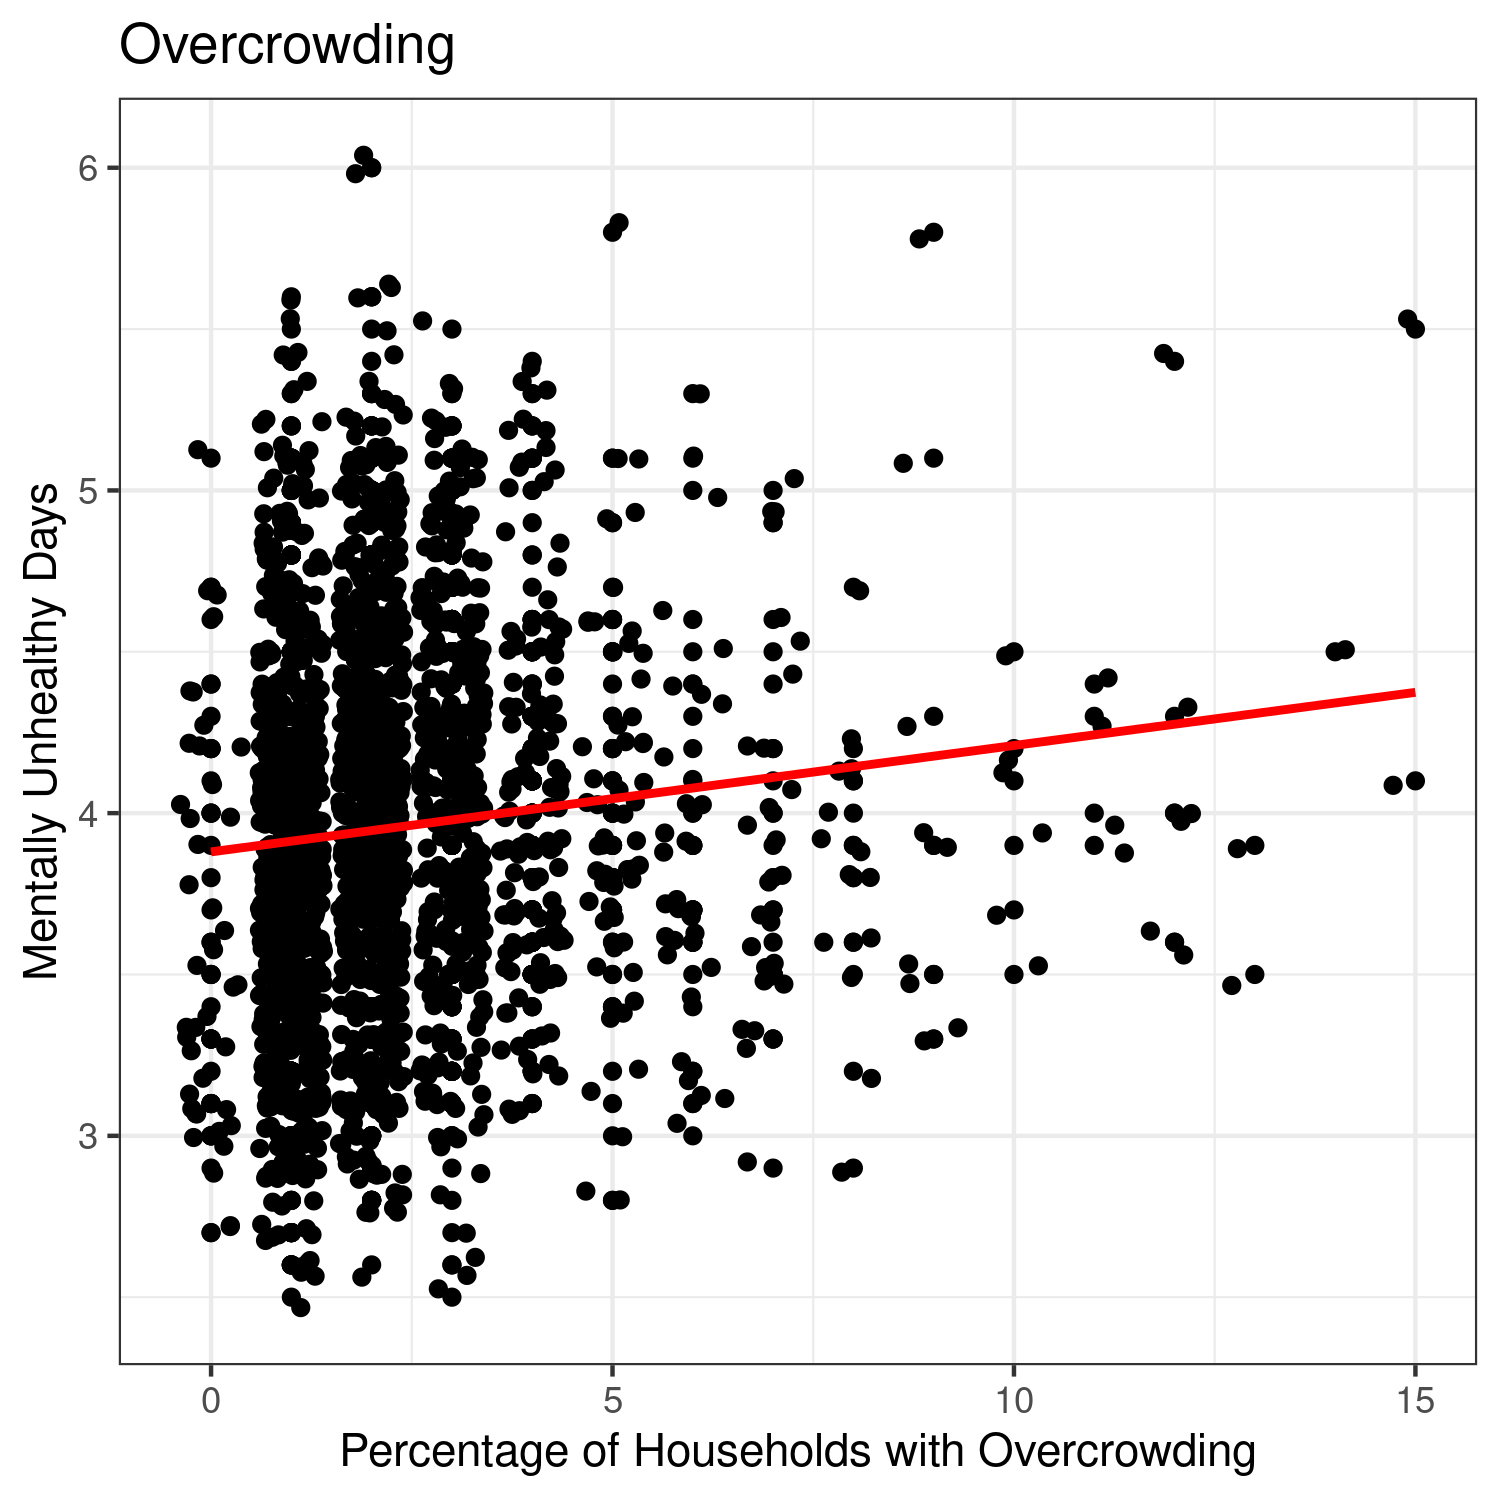 Overcrowding
6
5
4
3
Mentally Unhealthy Days
0 5 10 15
Percentage of Households with Overcrowding